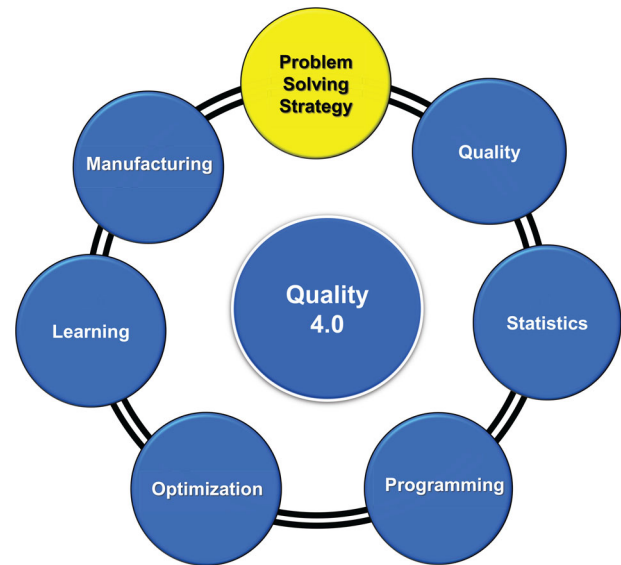 Problem
Solving
Strategy
Quality
Manufacturing
Quality
4.0
Statistics
Learning
Programming
Optimization